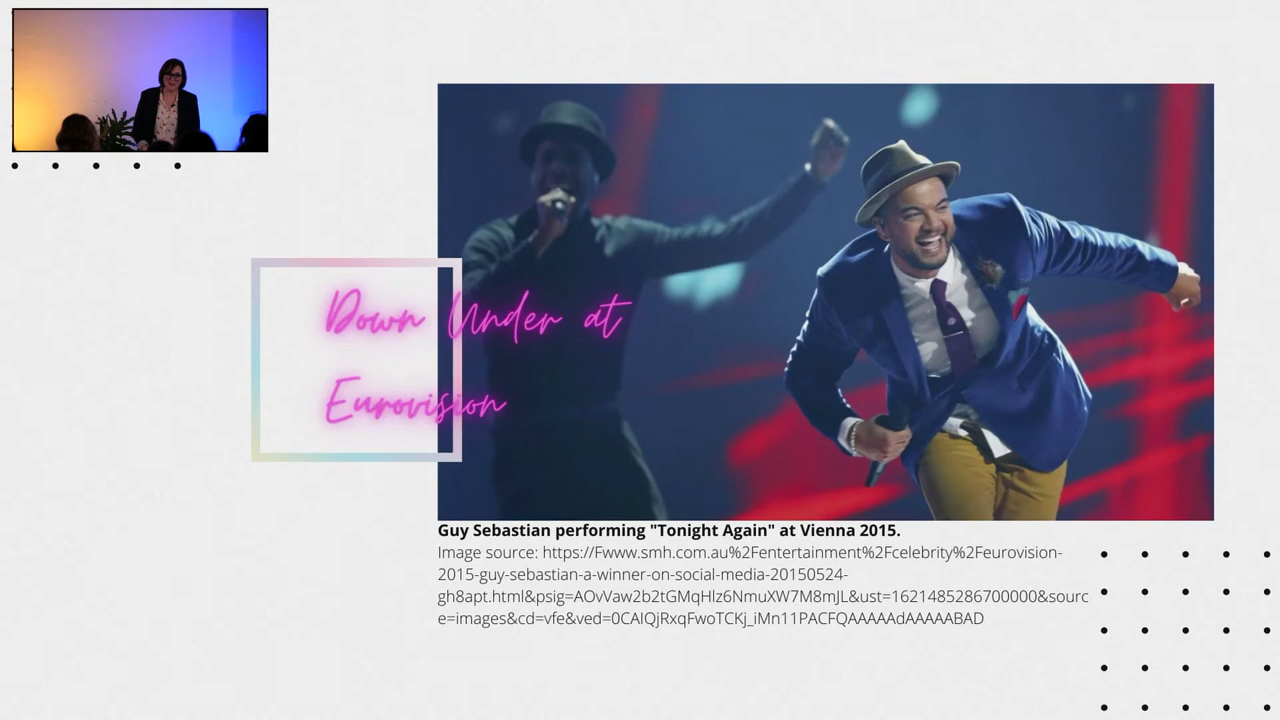 Down Under at
Eurovision
Guy Sebastian performing "Tonight Again" at Vienna 2015.
Image source: https://Fwww.smh.com.au%2Fentertainment%2Fcelebrity%2Feurovision-
2015-guy-sebastian-a-winner-on-social-media-20150524-
gh8apt.html&psig=AOvVaw2b2tGMqHlz6NmuXW7M8mJL&ust=1621485286700000&sourc
e=images&cd=vfe&ved=0CAIQjRxqFwoTCKj_iMn11PACFQAAAAAdAAAAABAD